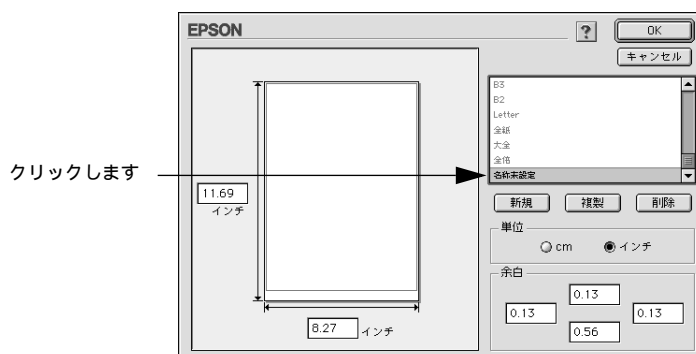 EPSON
?
OK
キャンセル
B3
B2
Letter
全紙
大全
全倍
名称未設定
クリックします
新規
複製
削除
11.69
インチ
単位
cm
インチ
余白
0.13
0.13
0.13
0.56
8.27 インチ